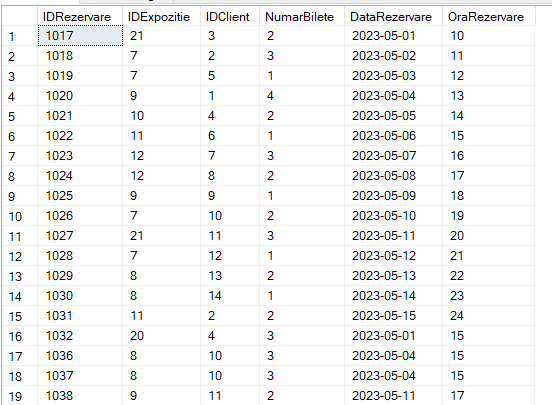 IDRezervare IDExpozitie IDClient NumarBilete DataRezervare OraRezervare
1 1017 21 3 2 2023-05-01 10
2 1018 7 2 3 2023-05-02 11
3 1019 7 5 1 2023-05-03 12
4 1020 9 1 4 2023-05-04 13
5 1021 10 4 2 2023-05-05 14
6 1022 11 6 1 2023-05-06 15
7 1023 12 7 3 2023-05-07 16
8 1024 12 8 2 2023-05-08 17
9 1025 9 9 1 2023-05-09 18
10 1026 7 10 2 2023-05-10 19
11 1027 21 11 3 2023-05-11 20
12 1028 7 12 1 2023-05-12 21
13 1029 8 13 2 2023-05-13 22
14 1030 8 14 1 2023-05-14 23
15 1031 11 2 2 2023-05-15 24
16 1032 20 4 3 2023-05-01 15
17 1036 8 10 3 2023-05-04 15
18 1037 8 10 3 2023-05-04 15
19 1038 9 11 2 2023-05-11 17